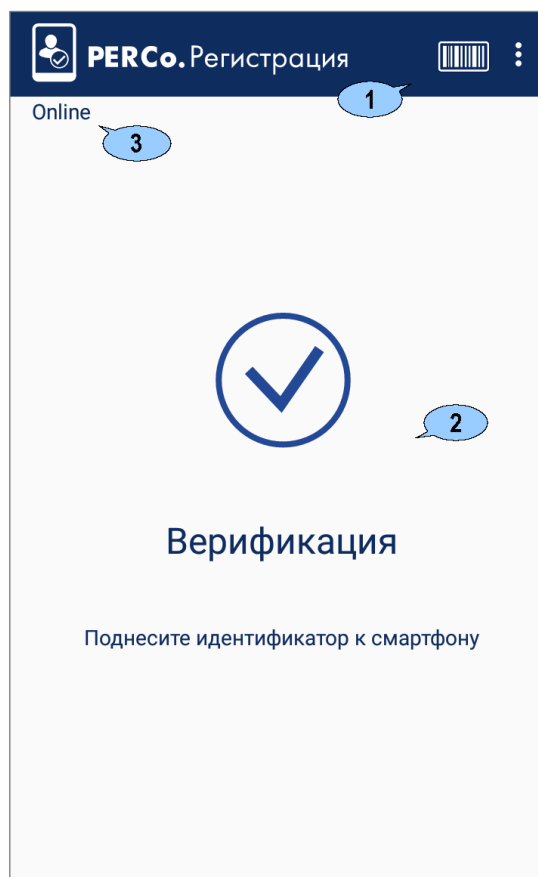 PERCo.Регистрация
1
Online
3
2
Верификация
Поднесите идентификатор к смартфону